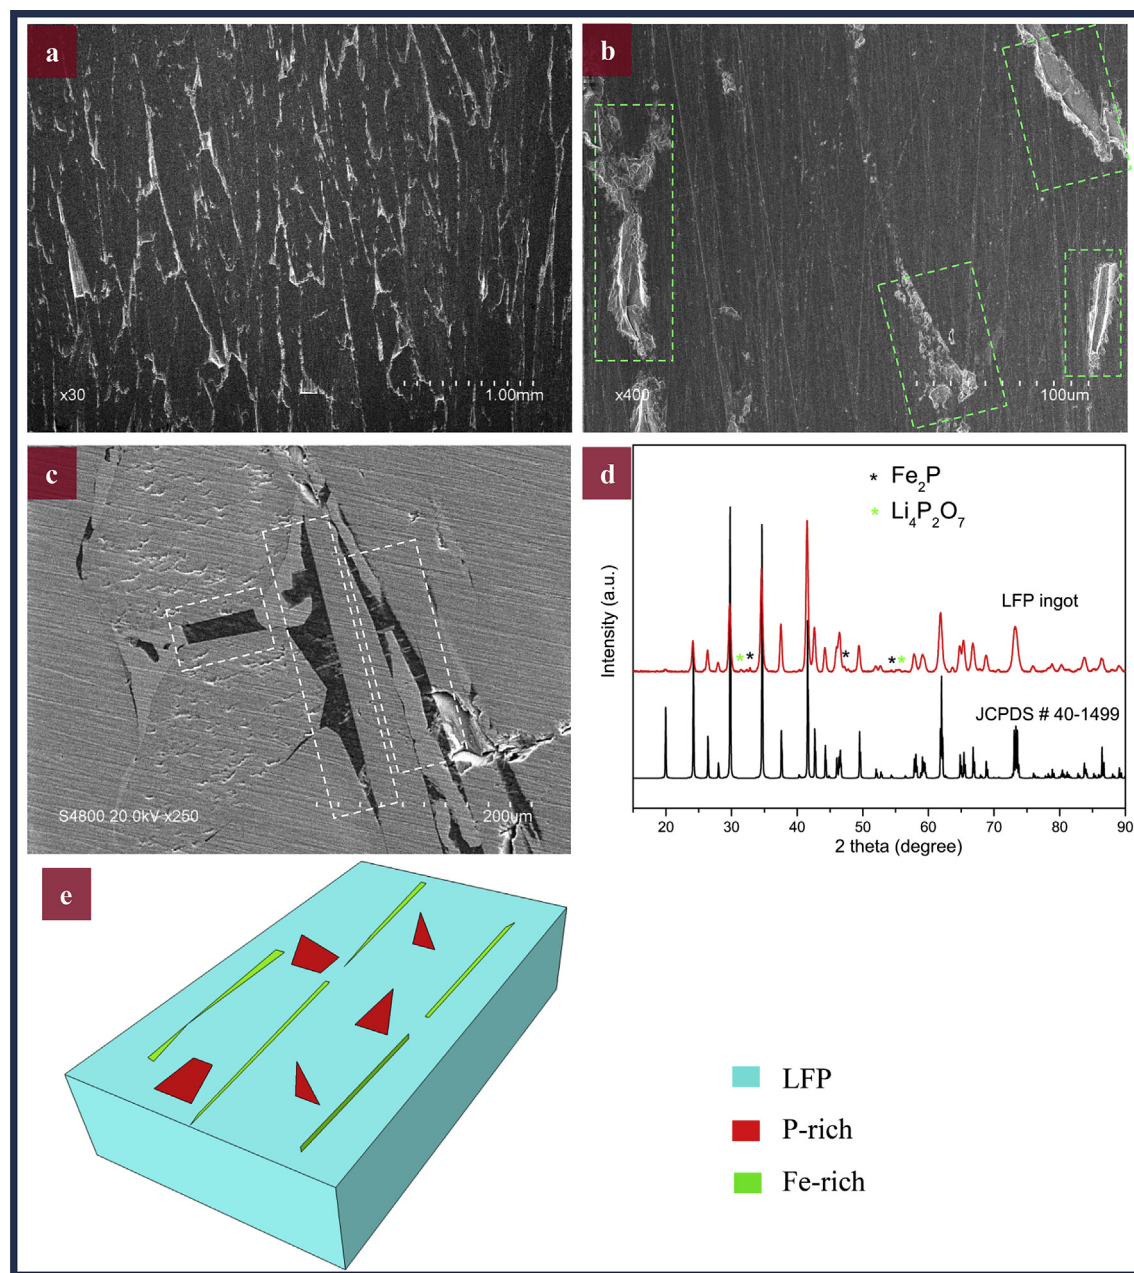 a
x30
1.00mm
b
x400
100um
c
S4800 20.0kV x250
200um
d
* Fe₂P
* Li₄P₂O₇
Intensity (a.u.)
LFP ingot
* * * * *
JCPDS # 40-1499
20 30 40 50 60 70 80 90
2 theta (degree)
e
LFP
P-rich
Fe-rich